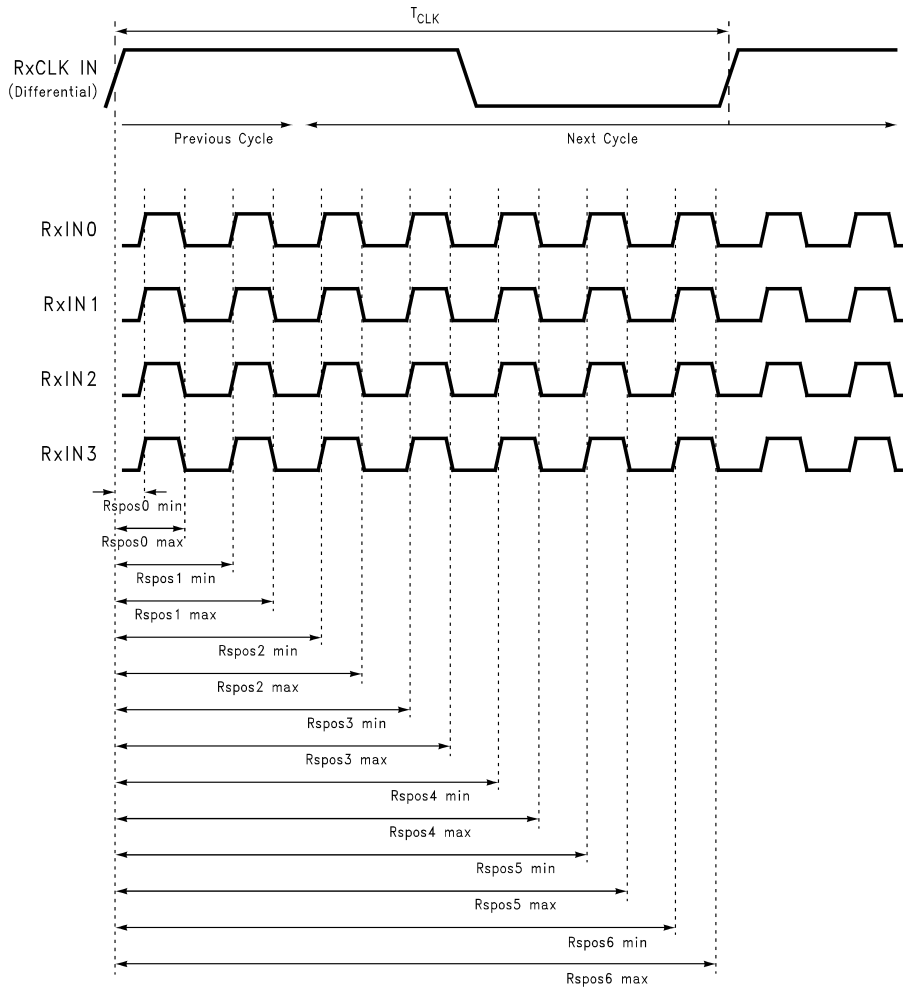 TCLK
RxCLK IN
(Differential)
Previous Cycle
Next Cycle
RxIN0
RxIN1
RxIN2
RxIN3
Rspos0 min
Rspos0 max
Rspos1 min
Rspos1 max
Rspos2 min
Rspos2 max
Rspos3 min
Rspos3 max
Rspos4 min
Rspos4 max
Rspos5 min
Rspos5 max
Rspos6 min
Rspos6 max